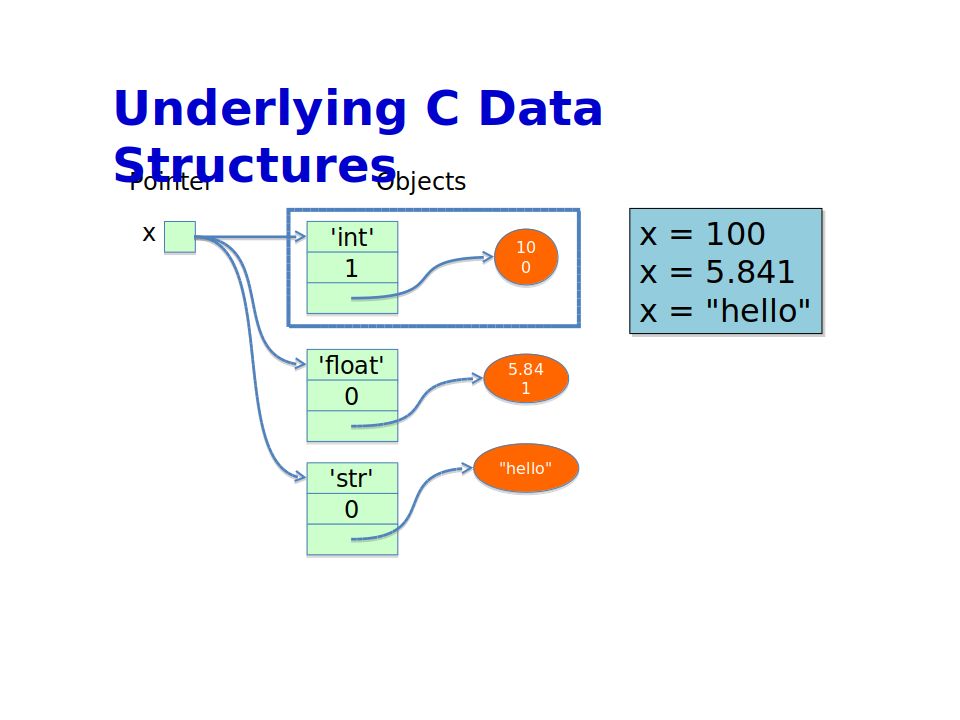 Underlying C Data
Structures
Pointer
Objects
x
'int'
1
10
0
x = 100
x = 5.841
x = "hello"
'float'
0
5.84
1
'str'
0
"hello"